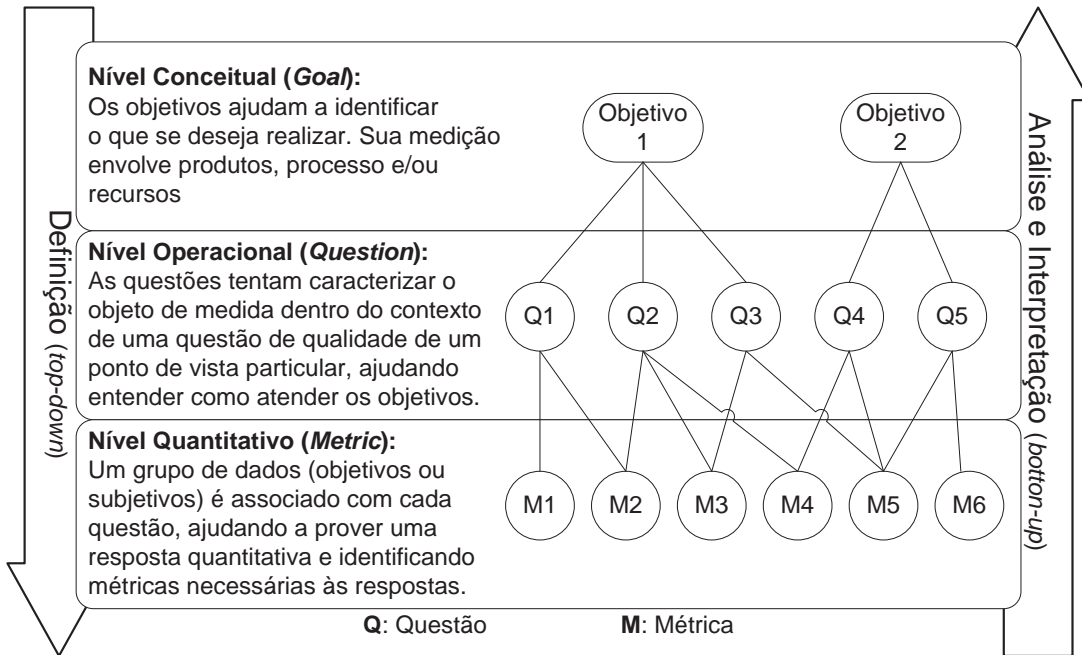 Nível Conceitual (Goal):
Os objetivos ajudam a identificar
o que se deseja realizar. Sua medição
envolve produtos, processo e/ou
recursos
Objetivo
1
Objetivo
2
Nível Operacional (Question):
As questões tentam caracterizar o
objeto de medida dentro do contexto
de uma questão de qualidade de um
ponto de vista particular, ajudando
entender como atender os objetivos.
Q1
Q2
Q3
Q4
Q5
Nível Quantitativo (Metric):
Um grupo de dados (objetivos ou
subjetivos) é associado com cada
questão, ajudando a prover uma
resposta quantitativa e identificando
métricas necessárias às respostas.
M1
M2
M3
M4
M5
M6
Definição (top-down)
Análise e Interpretação (botton-up)
Q: Questão
M: Métrica